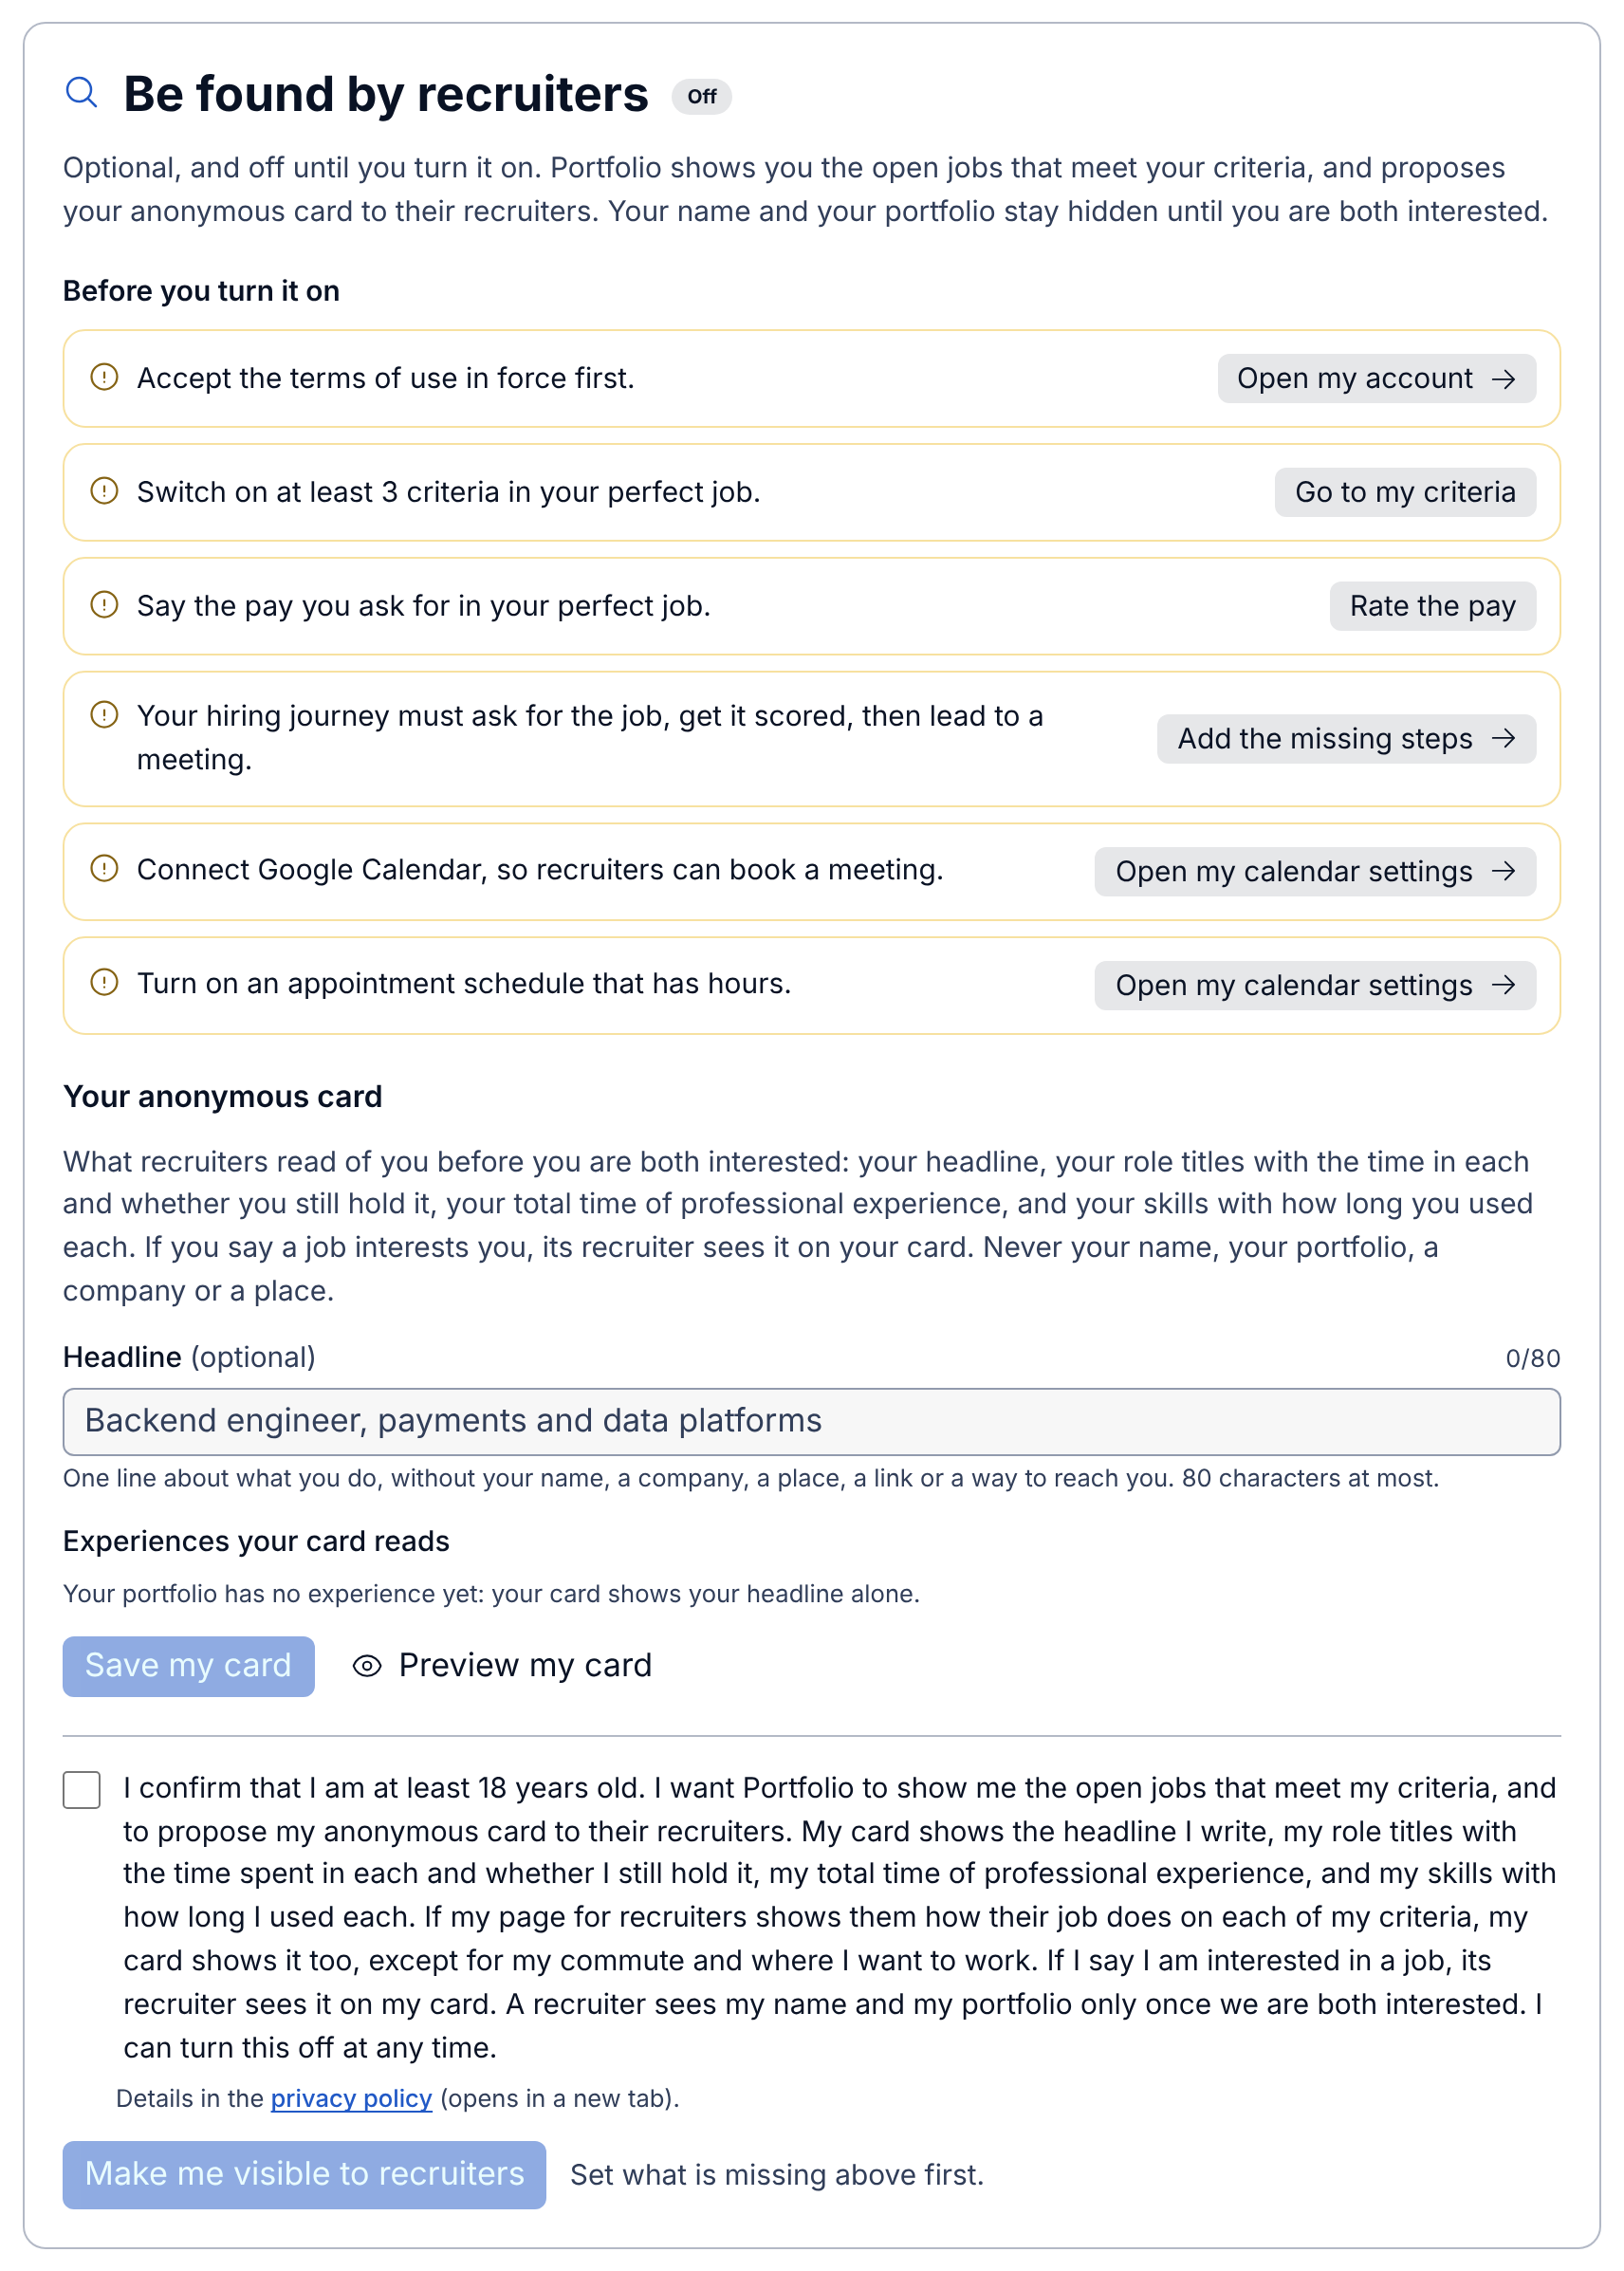 Be found by recruiters Off
Optional, and off until you turn it on. Portfolio shows you the open jobs that meet your criteria, and proposes
your anonymous card to their recruiters. Your name and your portfolio stay hidden until you are both interested.
Before you turn it on
Accept the terms of use in force first.
Open my account →
Switch on at least 3 criteria in your perfect job.
Go to my criteria
Say the pay you ask for in your perfect job.
Rate the pay
Your hiring journey must ask for the job, get it scored, then lead to a
meeting.
Add the missing steps →
Connect Google Calendar, so recruiters can book a meeting.
Open my calendar settings →
Turn on an appointment schedule that has hours.
Open my calendar settings →
Your anonymous card
What recruiters read of you before you are both interested: your headline, your role titles with the time in each
and whether you still hold it, your total time of professional experience, and your skills with how long you used
each. If you say a job interests you, its recruiter sees it on your card. Never your name, your portfolio, a
company or a place.
Headline (optional)
0/80
Backend engineer, payments and data platforms
One line about what you do, without your name, a company, a place, a link or a way to reach you. 80 characters at most.
Experiences your card reads
Your portfolio has no experience yet: your card shows your headline alone.
Save my card
Preview my card
I confirm that I am at least 18 years old. I want Portfolio to show me the open jobs that meet my criteria, and
to propose my anonymous card to their recruiters. My card shows the headline I write, my role titles with
the time spent in each and whether I still hold it, my total time of professional experience, and my skills with
how long I used each. If my page for recruiters shows them how their job does on each of my criteria, my
card shows it too, except for my commute and where I want to work. If I say I am interested in a job, its
recruiter sees it on my card. A recruiter sees my name and my portfolio only once we are both interested. I
can turn this off at any time.
Details in the privacy policy (opens in a new tab).
Make me visible to recruiters
Set what is missing above first.